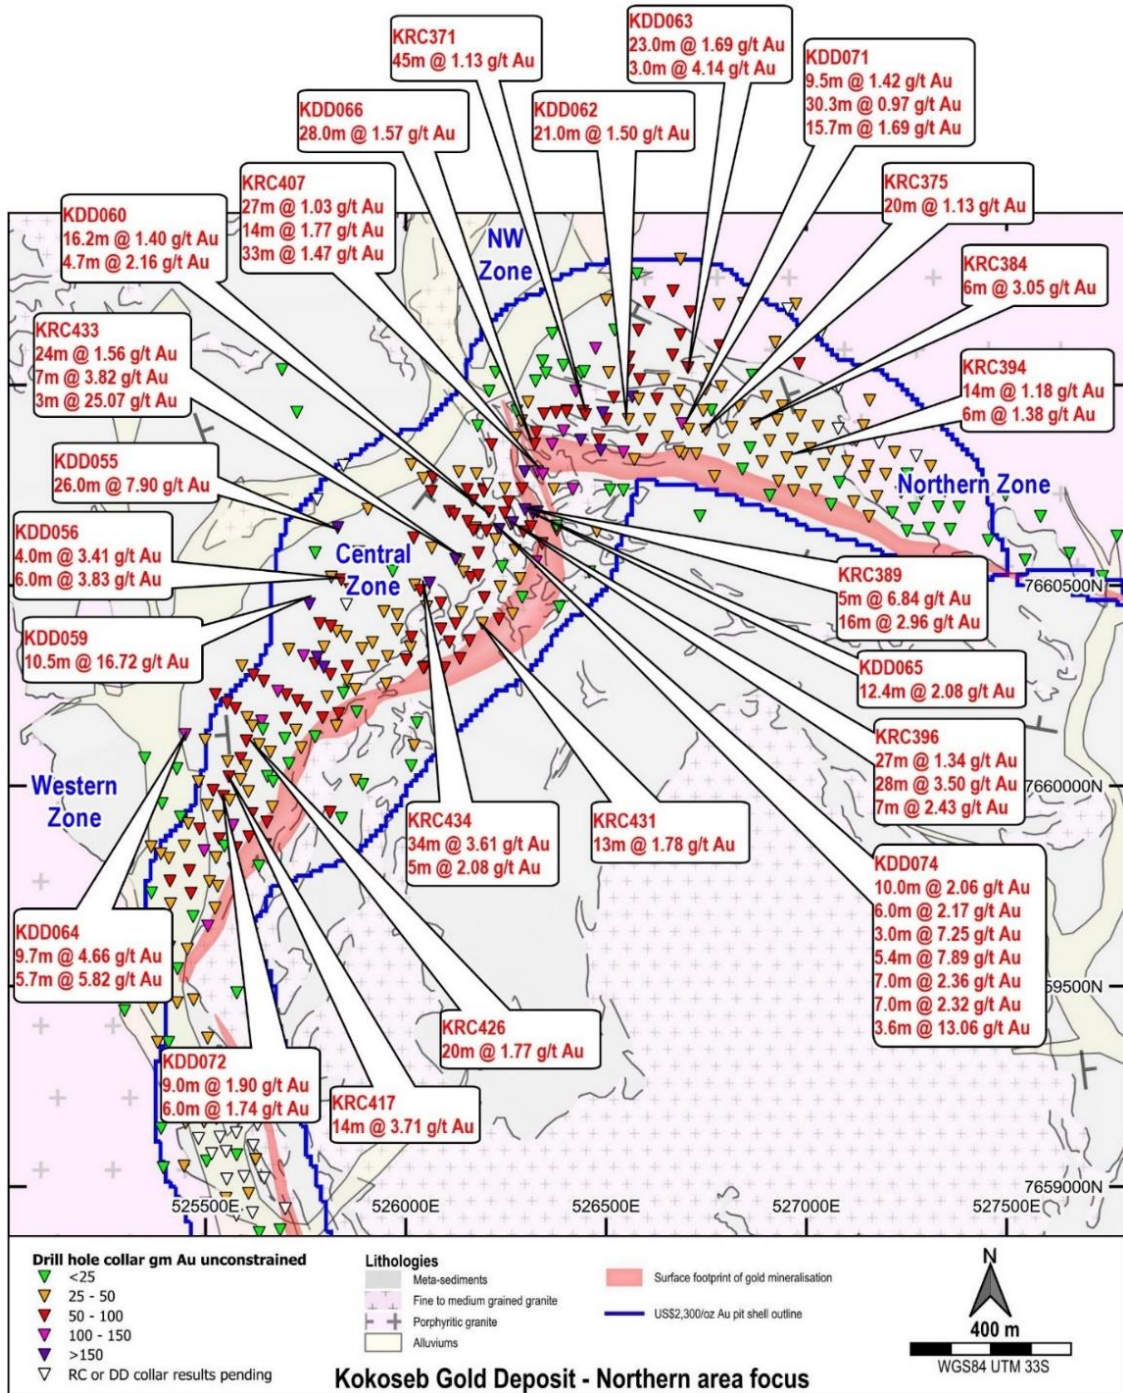 KRC371
45m @ 1.13 g/t Au
KDD063
23.0m @ 1.69 g/t Au
3.0m @ 4.14 g/t Au
KDD071
9.5m @ 1.42 g/t Au
30.3m @ 0.97 g/t Au
15.7m @ 1.69 g/t Au
KDD066
28.0m @ 1.57 g/t Au
KDD062
21.0m @ 1.50 g/t Au
KRC407
27m @ 1.03 g/t Au
14m @ 1.77 g/t Au
33m @ 1.47 g/t Au
KRC375
20m @ 1.13 g/t Au
KDD060
16.2m @ 1.40 g/t Au
4.7m @ 2.16 g/t Au
NW
Zone
KRC384
6m @ 3.05 g/t Au
KRC433
24m @ 1.56 g/t Au
7m @ 3.82 g/t Au
3m @ 25.07 g/t Au
KRC394
14m @ 1.18 g/t Au
6m @ 1.38 g/t Au
KDD055
26.0m @ 7.90 g/t Au
Northern Zone
KDD056
4.0m @ 3.41 g/t Au
6.0m @ 3.83 g/t Au
Central
Zone
KRC389
5m @ 6.84 g/t Au
16m @ 2.96 g/t Au
7660500N
KDD059
10.5m @ 16.72 g/t Au
KDD065
12.4m @ 2.08 g/t Au
KRC396
27m @ 1.34 g/t Au
28m @ 3.50 g/t Au
7m @ 2.43 g/t Au
Western
Zone
7660000N
KRC434
34m @ 3.61 g/t Au
5m @ 2.08 g/t Au
KRC431
13m @ 1.78 g/t Au
KDD074
10.0m @ 2.06 g/t Au
6.0m @ 2.17 g/t Au
3.0m @ 7.25 g/t Au
5.4m @ 7.89 g/t Au
7.0m @ 2.36 g/t Au
7.0m @ 2.32 g/t Au
3.6m @ 13.06 g/t Au
KDD064
9.7m @ 4.66 g/t Au
5.7m @ 5.82 g/t Au
59500N
KRC426
20m @ 1.77 g/t Au
KDD072
9.0m @ 1.90 g/t Au
6.0m @ 1.74 g/t Au
KRC417
14m @ 3.71 g/t Au
7659000N
525500E
526000E
526500E
527000E
527500E
Drill hole collar gm Au unconstrained
<25
25 - 50
50 - 100
100 - 150
>150
RC or DD collar results pending
Lithologies
Meta-sediments
Fine to medium grained granite
Porphyritic granite
Alluviums
Surface footprint of gold mineralisation
US$2,300/oz Au pit shell outline
N
400 m
WGS84 UTM 33S
Kokoseb Gold Deposit - Northern area focus